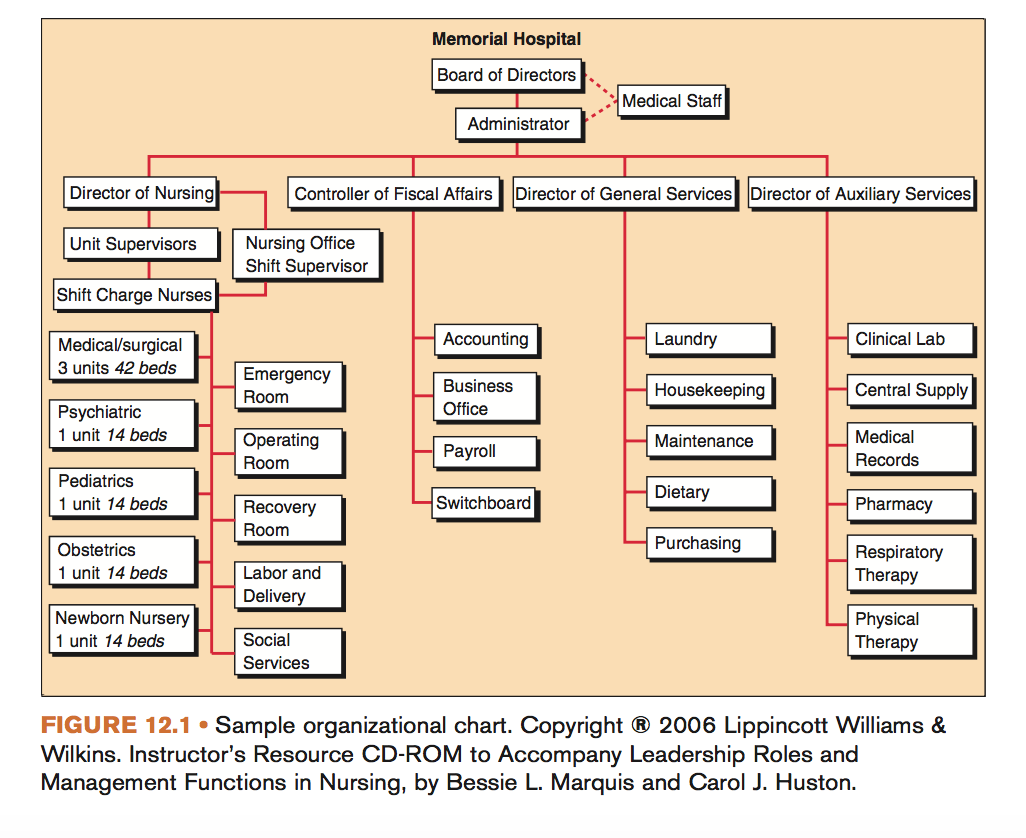 Memorial Hospital
Board of Directors
Medical Staff
Administrator
Director of Nursing
Controller of Fiscal Affairs
Director of General Services
Director of Auxiliary Services
Unit Supervisors
Nursing Office
Shift Supervisor
Shift Charge Nurses
Medical/surgical
3 units 42 beds
Psychiatric
1 unit 14 beds
Pediatrics
1 unit 14 beds
Obstetrics
1 unit 14 beds
Newborn Nursery
1 unit 14 beds
Emergency
Room
Operating
Room
Recovery
Room
Labor and
Delivery
Social
Services
Accounting
Business
Office
Payroll
Switchboard
Laundry
Housekeeping
Maintenance
Dietary
Purchasing
Clinical Lab
Central Supply
Medical
Records
Pharmacy
Respiratory
Therapy
Physical
Therapy
FIGURE 12.1 • Sample organizational chart. Copyright ® 2006 Lippincott Williams &
Wilkins. Instructor’s Resource CD-ROM to Accompany Leadership Roles and
Management Functions in Nursing, by Bessie L. Marquis and Carol J. Huston.